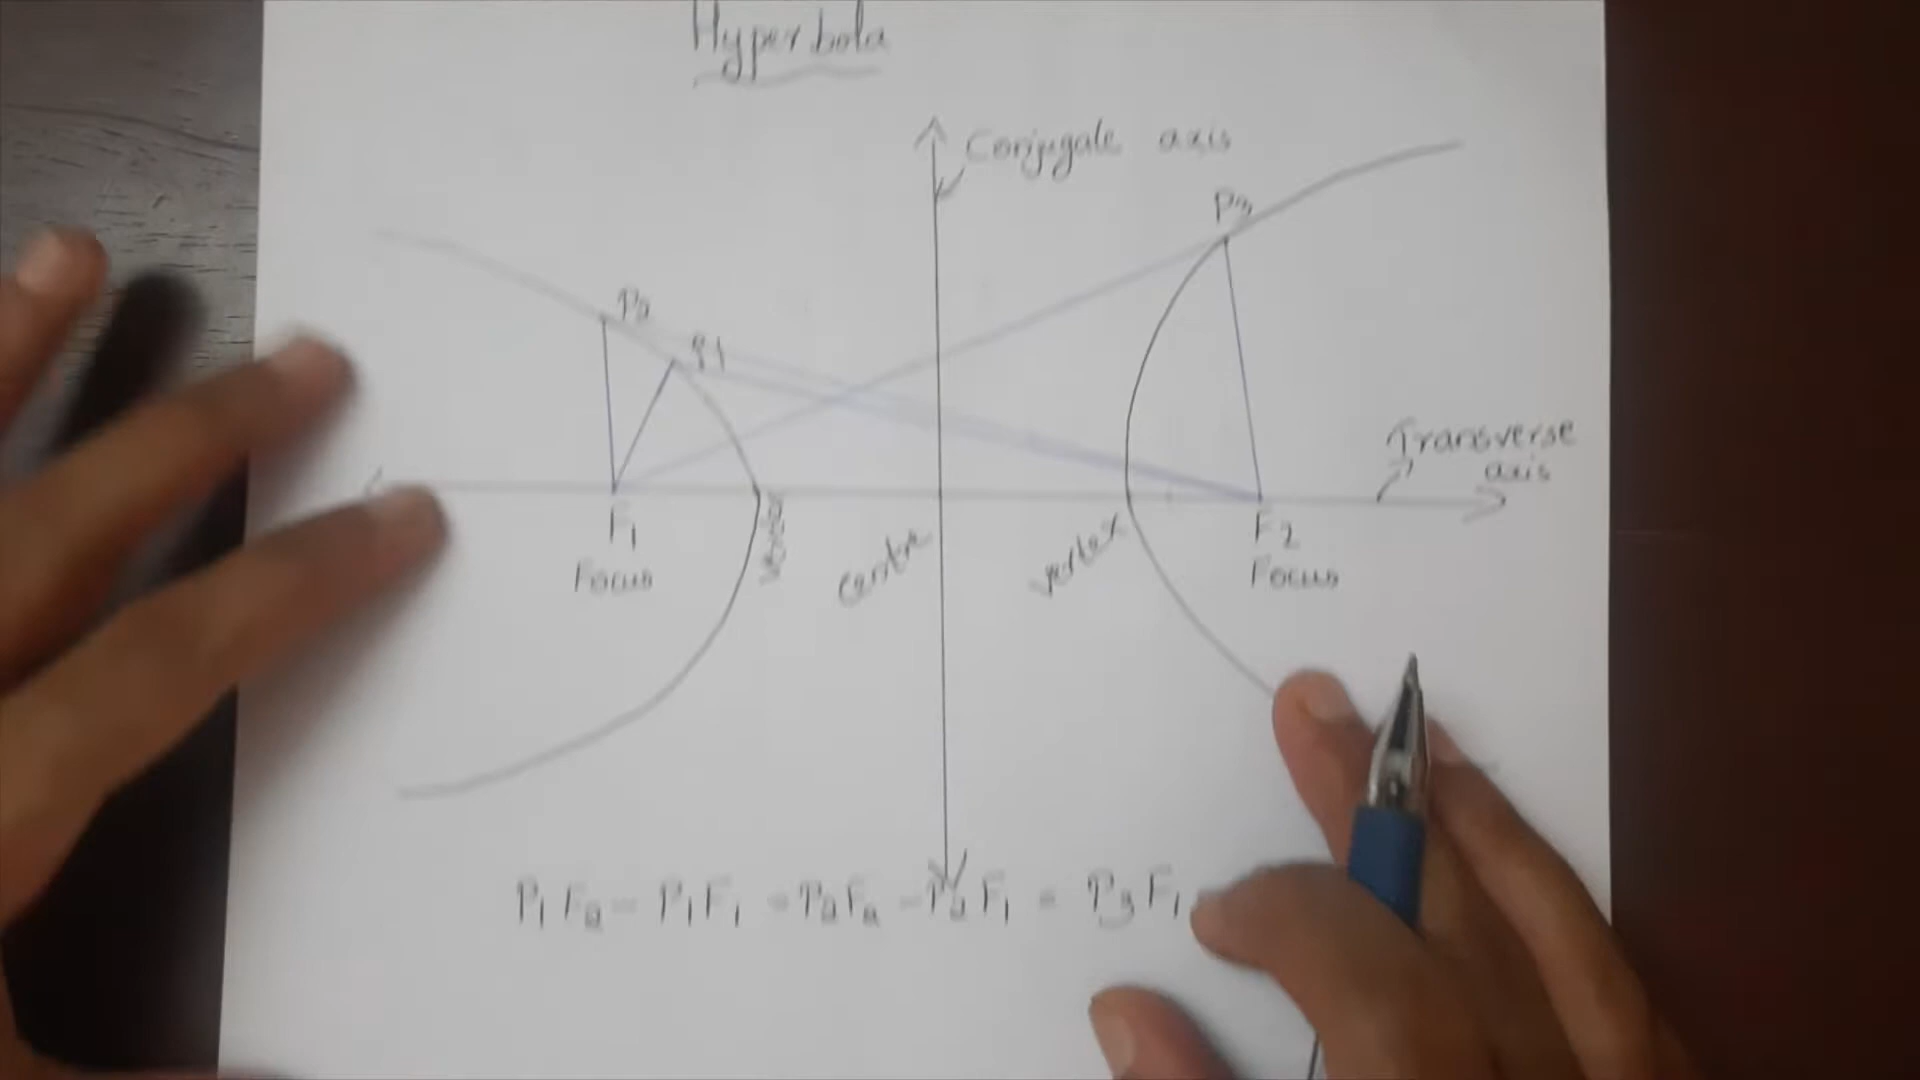 Hyperbola
Conjugate axis
P3
P2
P1
Transverse
axis
F1
Focus
vertex
centre
vertex
F2
Focus
P1F2 - P1F1 = P2F2 - P2F1 = P3F1